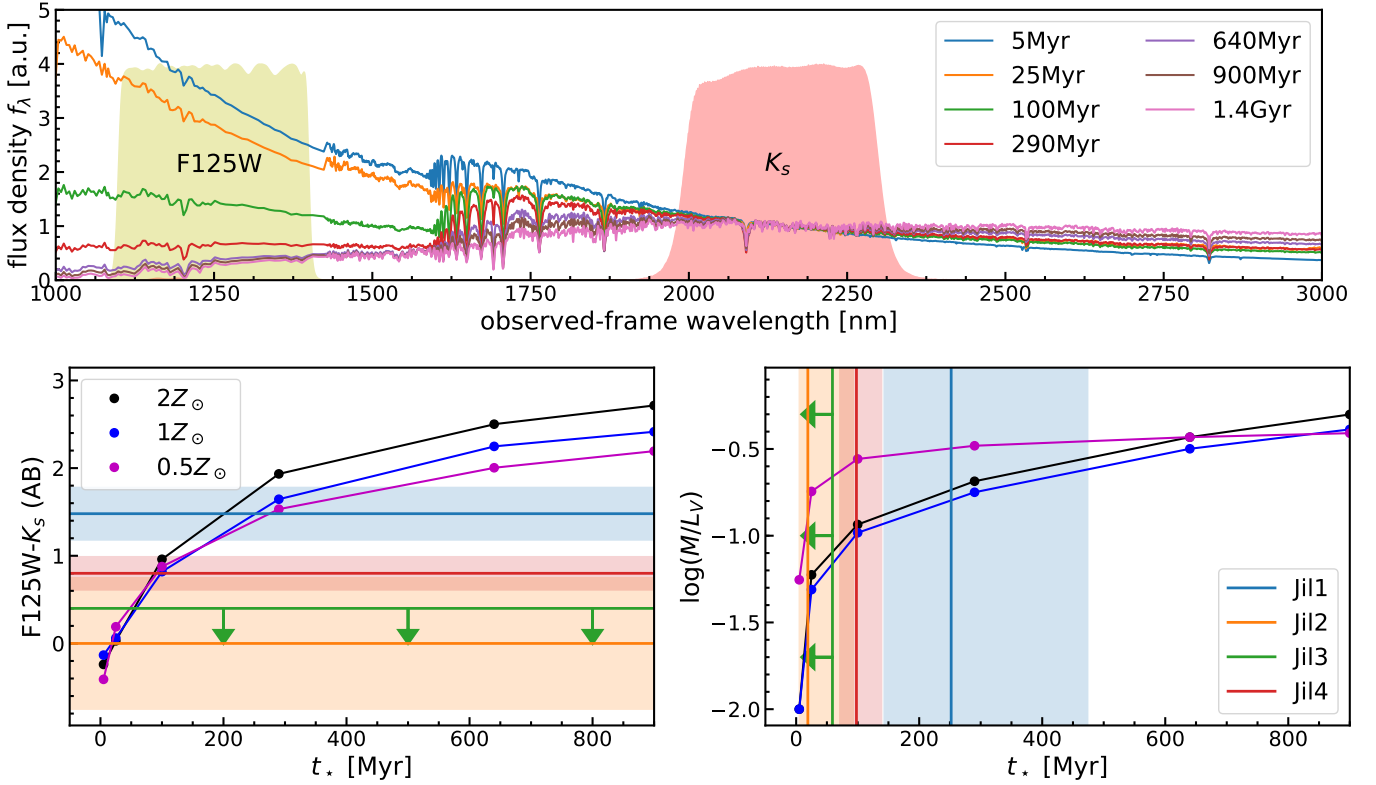 flux density f_λ [a.u.]
5
4
3
2
1
0
F125W
K_s
5Myr
25Myr
100Myr
290Myr
640Myr
900Myr
1.4Gyr
1000 1250 1500 1750 2000 2250 2500 2750 3000
observed-frame wavelength [nm]
F125W-K_s (AB)
3
2
1
0
2Z_⊙
1Z_⊙
0.5Z_⊙
0 200 400 600 800
t_⋆ [Myr]
log(M/L_V)
−0.5
−1.0
−1.5
−2.0
Jil1
Jil2
Jil3
Jil4
0 200 400 600 800
t_⋆ [Myr]